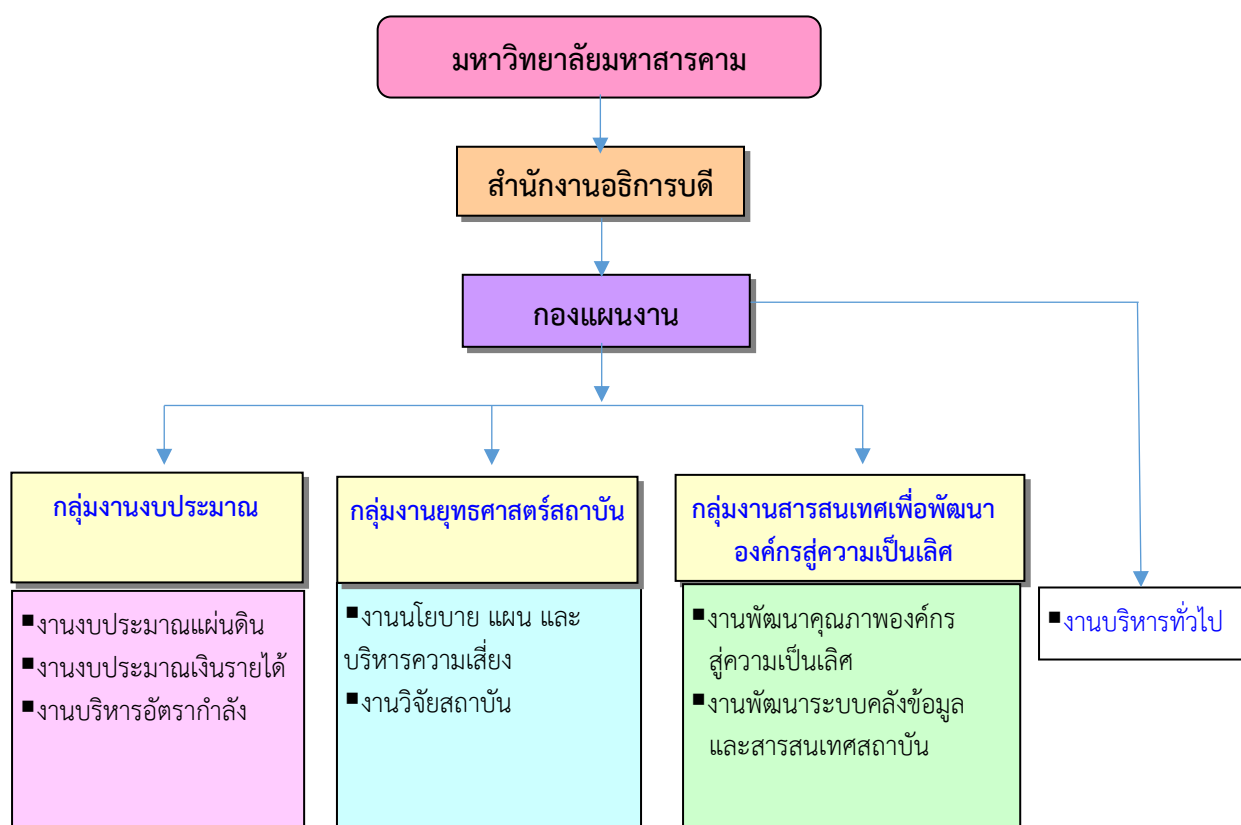 มหาวิทยาลัยมหาสารคาม
สำนักงานอธิการบดี
กองแผนงาน
กลุ่มงานงบประมาณ
■งานงบประมาณแผ่นดิน
■งานงบประมาณเงินรายได้
■งานบริหารอัตรากำลัง
กลุ่มงานยุทธศาสตร์สถาบัน
■งานนโยบาย แผน และ
บริหารความเสี่ยง
■งานวิจัยสถาบัน
กลุ่มงานสารสนเทศเพื่อพัฒนา
องค์กรสู่ความเป็นเลิศ
■งานพัฒนาคุณภาพองค์กร
สู่ความเป็นเลิศ
■งานพัฒนาระบบคลังข้อมูล
และสารสนเทศสถาบัน
■งานบริหารทั่วไป